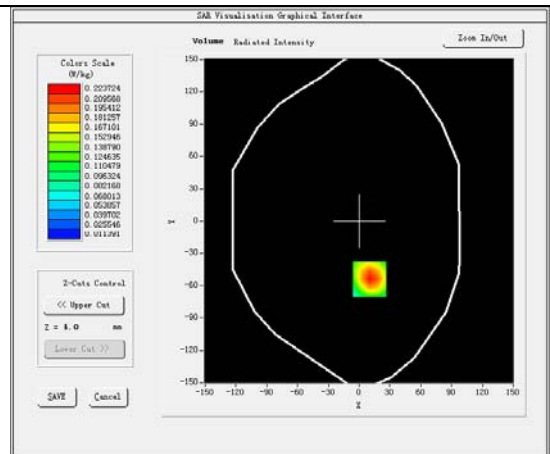 SAR Visualisation Graphical Interface
Volume Radiated Intensity
Zoom In/Out
Colors Scale
(W/kg)
0.223724
0.209568
0.195412
0.181257
0.167101
0.152946
0.138790
0.124635
0.110479
0.096324
0.082168
0.068013
0.053857
0.039702
0.025546
0.011391
Z-Cuts Control
<< Upper Cut
Z = 4.0 mm
Lower Cut >>
SAVE
Cancel
150
120
90
60
30
0
-30
-60
-90
-120
-150
Y
-150 -120 -90 -60 -30 0 30 60 90 120 150
X